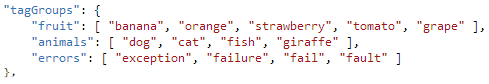 "tagGroups": {
"fruit": [ "banana", "orange", "strawberry", "tomato", "grape" ],
"animals": [ "dog", "cat", "fish", "giraffe" ],
"errors": [ "exception", "failure", "fail", "fault" ]
},